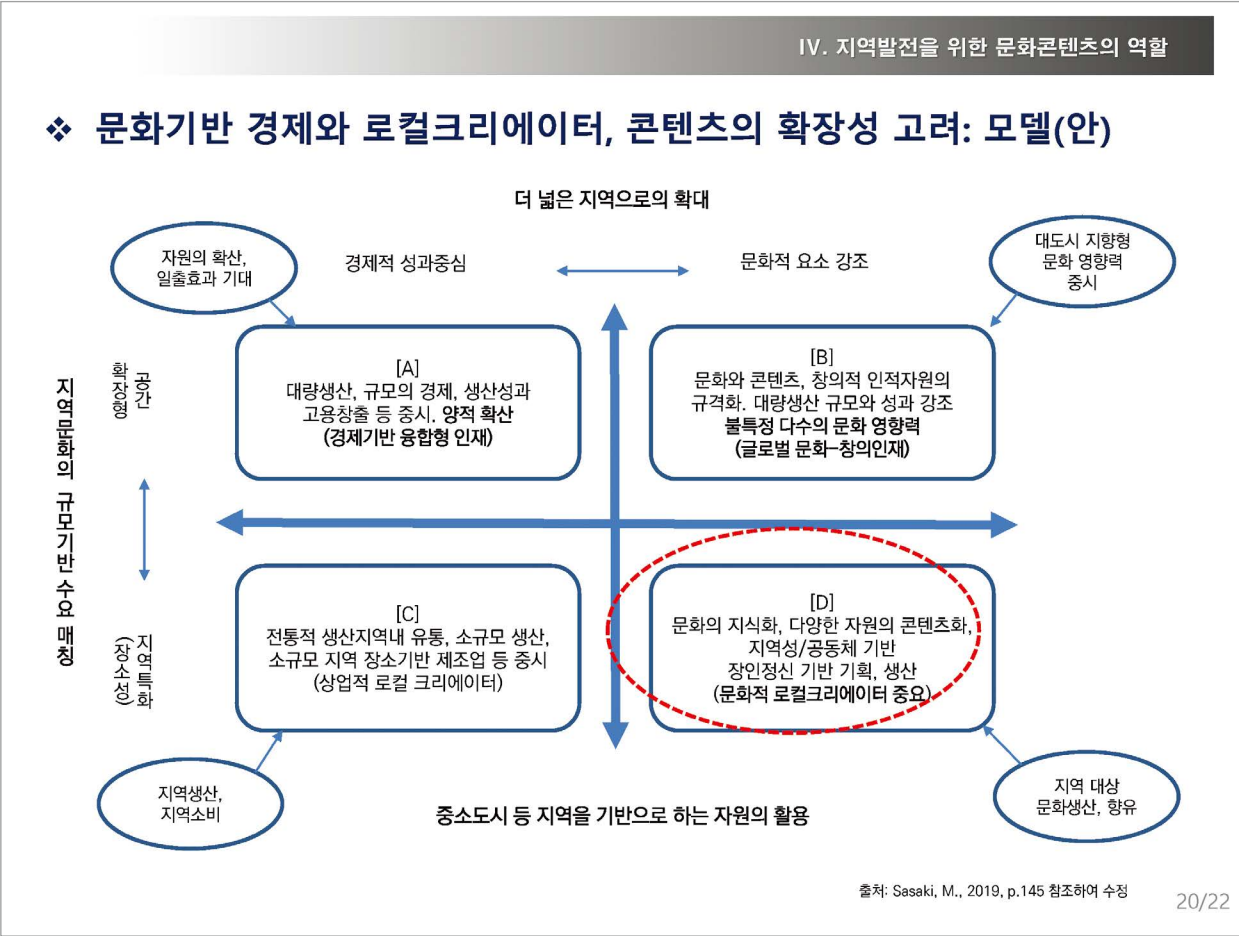 IV. 지역발전을 위한 문화콘텐츠의 역할
❖ 문화기반 경제와 로컬크리에이터, 콘텐츠의 확장성 고려: 모델(안)
더 넓은 지역으로의 확대
자원의 확산,
일출효과 기대
경제적 성과중심
문화적 요소 강조
대도시 지향형
문화 영향력
중시
지역문화의 규모기반 수요 매칭
공간
확장형
지역특화
(장소성)
[A]
대량생산, 규모의 경제, 생산성과
고용창출 등 중시. 양적 확산
(경제기반 융합형 인재)
[B]
문화와 콘텐츠, 창의적 인적자원의
규격화. 대량생산 규모와 성과 강조
불특정 다수의 문화 영향력
(글로벌 문화-창의인재)
[C]
전통적 생산지역내 유통, 소규모 생산,
소규모 지역 장소기반 제조업 등 중시
(상업적 로컬 크리에이터)
[D]
문화의 지식화, 다양한 자원의 콘텐츠화,
지역성/공동체 기반
장인정신 기반 기획, 생산
(문화적 로컬크리에이터 중요)
지역생산,
지역소비
중소도시 등 지역을 기반으로 하는 자원의 활용
지역 대상
문화생산, 향유
출처: Sasaki, M., 2019, p.145 참조하여 수정
20/22